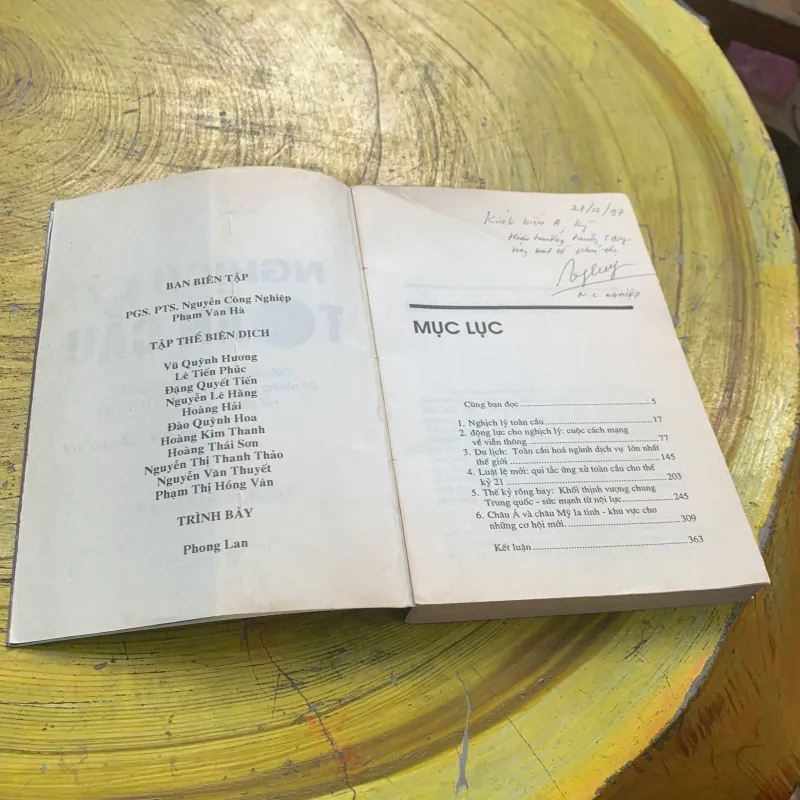 BAN BIÊN TẬP
PGS. PTS. Nguyễn Công Nghiệp
Phạm Văn Hà
TẬP THỂ BIÊN DỊCH
Vũ Quỳnh Hương
Lê Tiến Phúc
Đặng Quyết Tiến
Nguyễn Lê Hằng
Hoàng Hải
Đào Quỳnh Hoa
Hoàng Kim Thanh
Hoàng Thái Sơn
Nguyễn Thị Thanh Thảo
Nguyễn Văn Thuyết
Phạm Thị Hồng Vân
TRÌNH BÀY
Phong Lan
27/10/97
Kính biếu A.
Hiệu trưởng trường
N. C. NGHIỆP
MỤC LỤC
Cùng bạn đọc 5
1. Nghịch lý toàn cầu 17
2. động lực cho nghịch lý: cuộc cách mạng
về viễn thông 77
3. Du lịch: Toàn cầu hoá ngành dịch vụ lớn nhất
thế giới 145
4. Luật lệ mới: qui tắc ứng xử toàn cầu cho thế
kỷ 21 203
5. Thế kỷ rồng bay: Khối thịnh vượng chung
Trung quốc - sức mạnh từ nội lực 245
6. Châu Á và châu Mỹ la tinh - khu vực cho
những cơ hội mới. 309
Kết luận 363